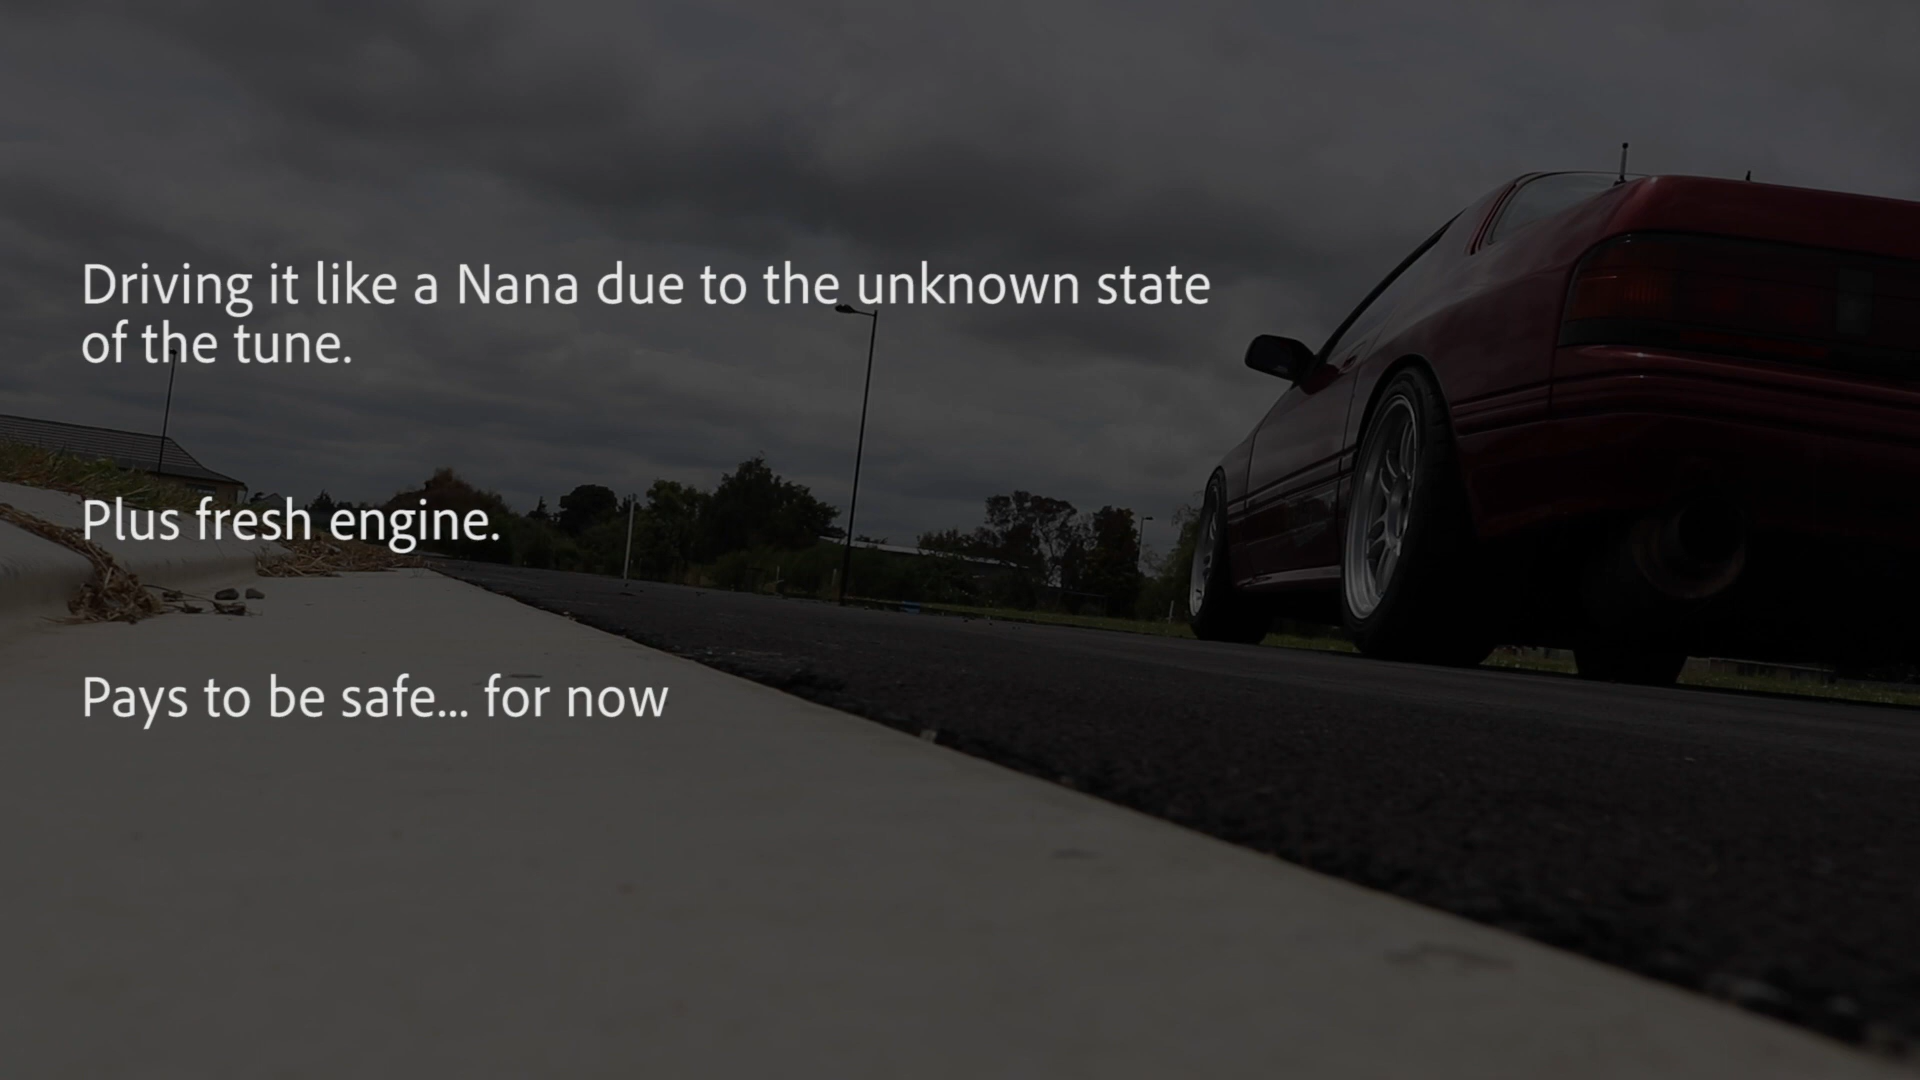 Driving it like a Nana due to the unknown state
of the tune.
Plus fresh engine.
Pays to be safe... for now